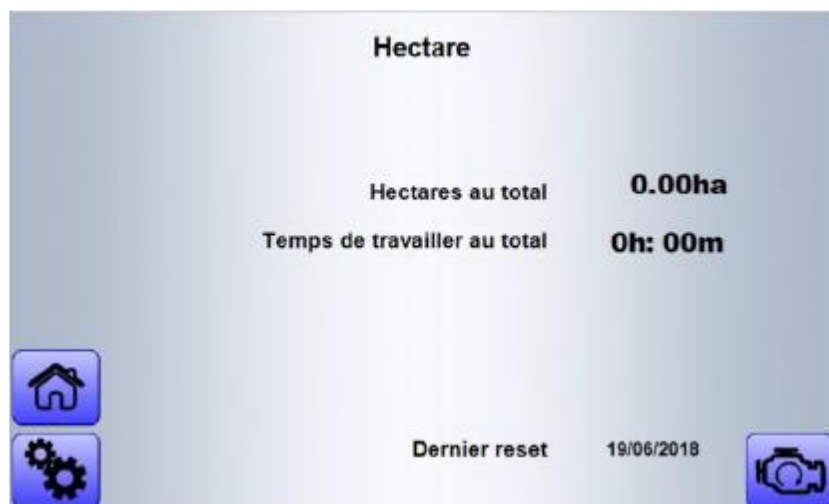 Hectare
Hectares au total 0.00ha
Temps de travailler au total 0h: 00m
Dernier reset 19/06/2018